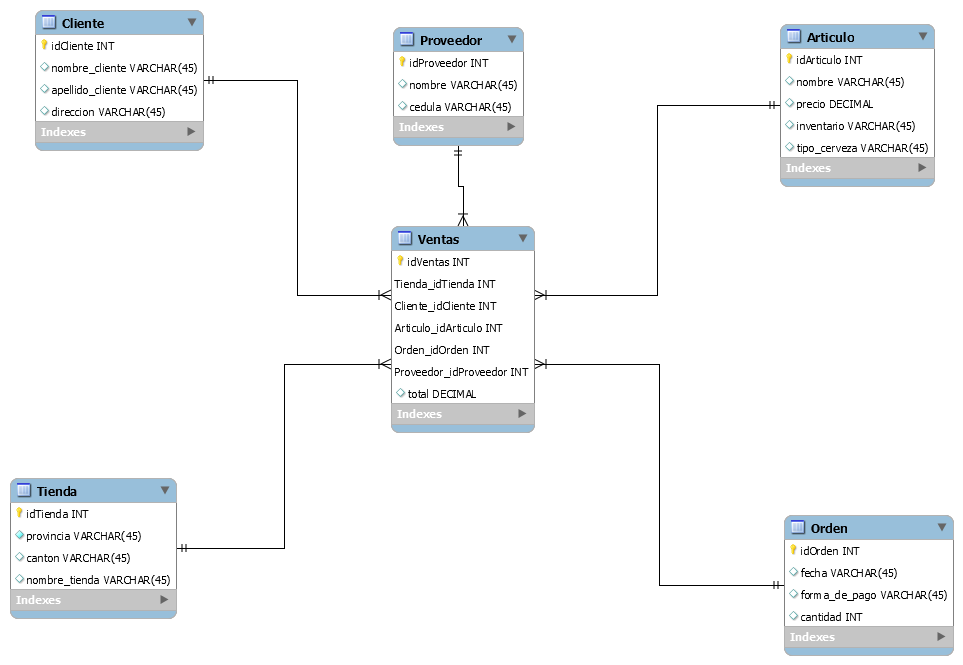 Cliente
idCliente INT
nombre_cliente VARCHAR(45)
apellido_cliente VARCHAR(45)
direccion VARCHAR(45)
Indexes
Proveedor
idProveedor INT
nombre VARCHAR(45)
cedula VARCHAR(45)
Indexes
Articulo
idArticulo INT
nombre VARCHAR(45)
precio DECIMAL
inventario VARCHAR(45)
tipo_cerveza VARCHAR(45)
Indexes
Ventas
idVentas INT
Tienda_idTienda INT
Cliente_idCliente INT
Articulo_idArticulo INT
Orden_idOrden INT
Proveedor_idProveedor INT
total DECIMAL
Indexes
Tienda
idTienda INT
provincia VARCHAR(45)
canton VARCHAR(45)
nombre_tienda VARCHAR(45)
Indexes
Orden
idOrden INT
fecha VARCHAR(45)
forma_de_pago VARCHAR(45)
cantidad INT
Indexes